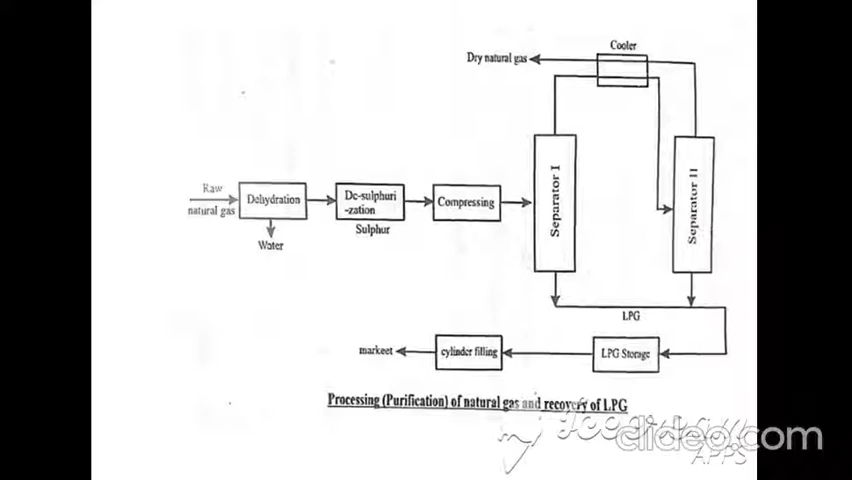 Cooler
Dry natural gas
Separator I
Separator II
Raw
natural gas
Dehydration
De-sulphuri
-zation
Compressing
Sulphur
Water
LPG
markeet
cylinder filling
LPG Storage
Processing (Purification) of natural gas and recovery of LPG
clideo.com
APPS